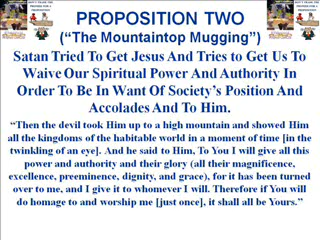 PROPOSITION TWO
(“The Mountaintop Mugging”)
Satan Tried To Get Jesus And Tries to Get Us To
Waive Our Spiritual Power And Authority In
Order To Be In Want Of Society’s Position And
Accolades And To Him.
“Then the devil took Him up to a high mountain and showed Him
all the kingdoms of the habitable world in a moment of time [in the
twinkling of an eye]. And he said to Him, To You I will give all this
power and authority and their glory (all their magnificence,
excellence, preeminence, dignity, and grace), for it has been turned
over to me, and I give it to whomever I will. Therefore if You will
do homage to and worship me [just once], it shall all be Yours.”